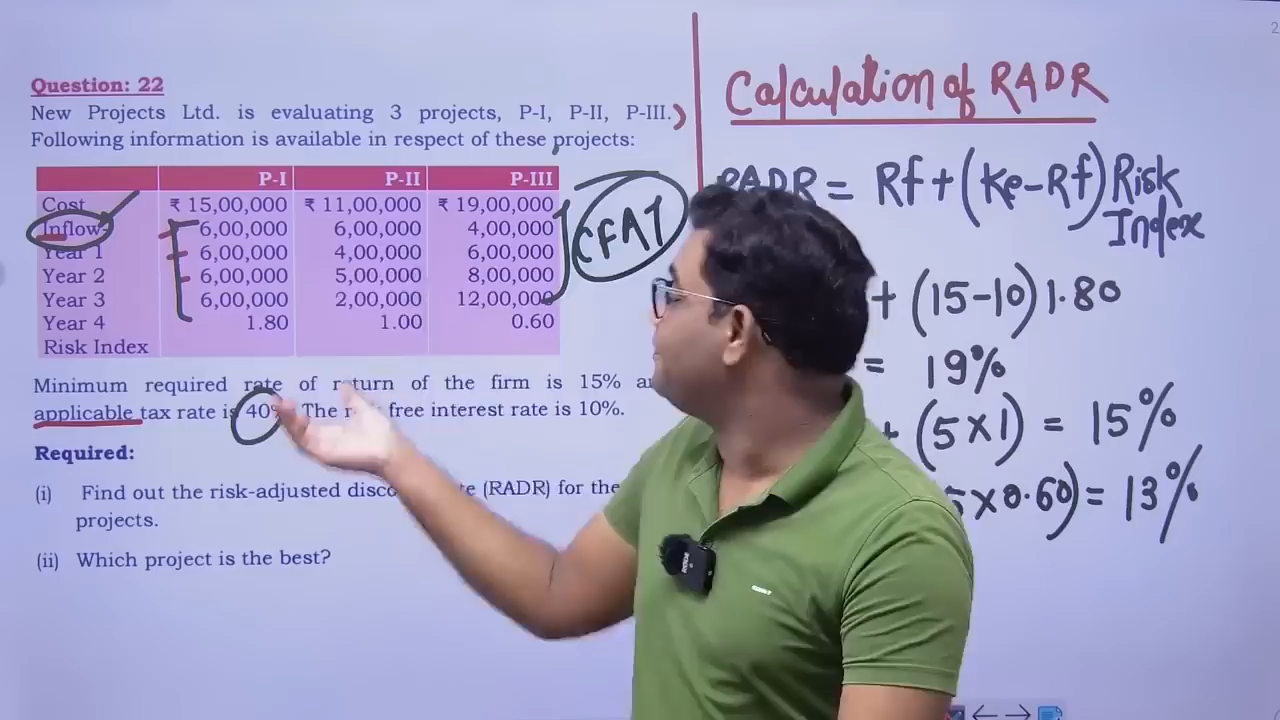 Question: 22
New Projects Ltd. is evaluating 3 projects, P-I, P-II, P-III.
Following information is available in respect of these projects:
P-I P-II P-III
Cost ₹ 15,00,000 ₹ 11,00,000 ₹ 19,00,000
Inflow 6,00,000 6,00,000 4,00,000
Year 1 6,00,000 4,00,000 6,00,000
Year 2 6,00,000 5,00,000 8,00,000
Year 3 6,00,000 2,00,000 12,00,000
Year 4 1.80 1.00 0.60
Risk Index
CFAT
Minimum required rate of return of the firm is 15%
applicable tax rate is 40% The free interest rate is 10%.
Required:
(i) Find out the risk-adjusted (RADR) for the
projects.
(ii) Which project is the best?
Calculation of RADR
RADR = Rf + (Ke-Rf) Risk
Index
+ (15-10) 1.80
= 19%
+ (5×1) = 15%
5×0.60) = 13%
2